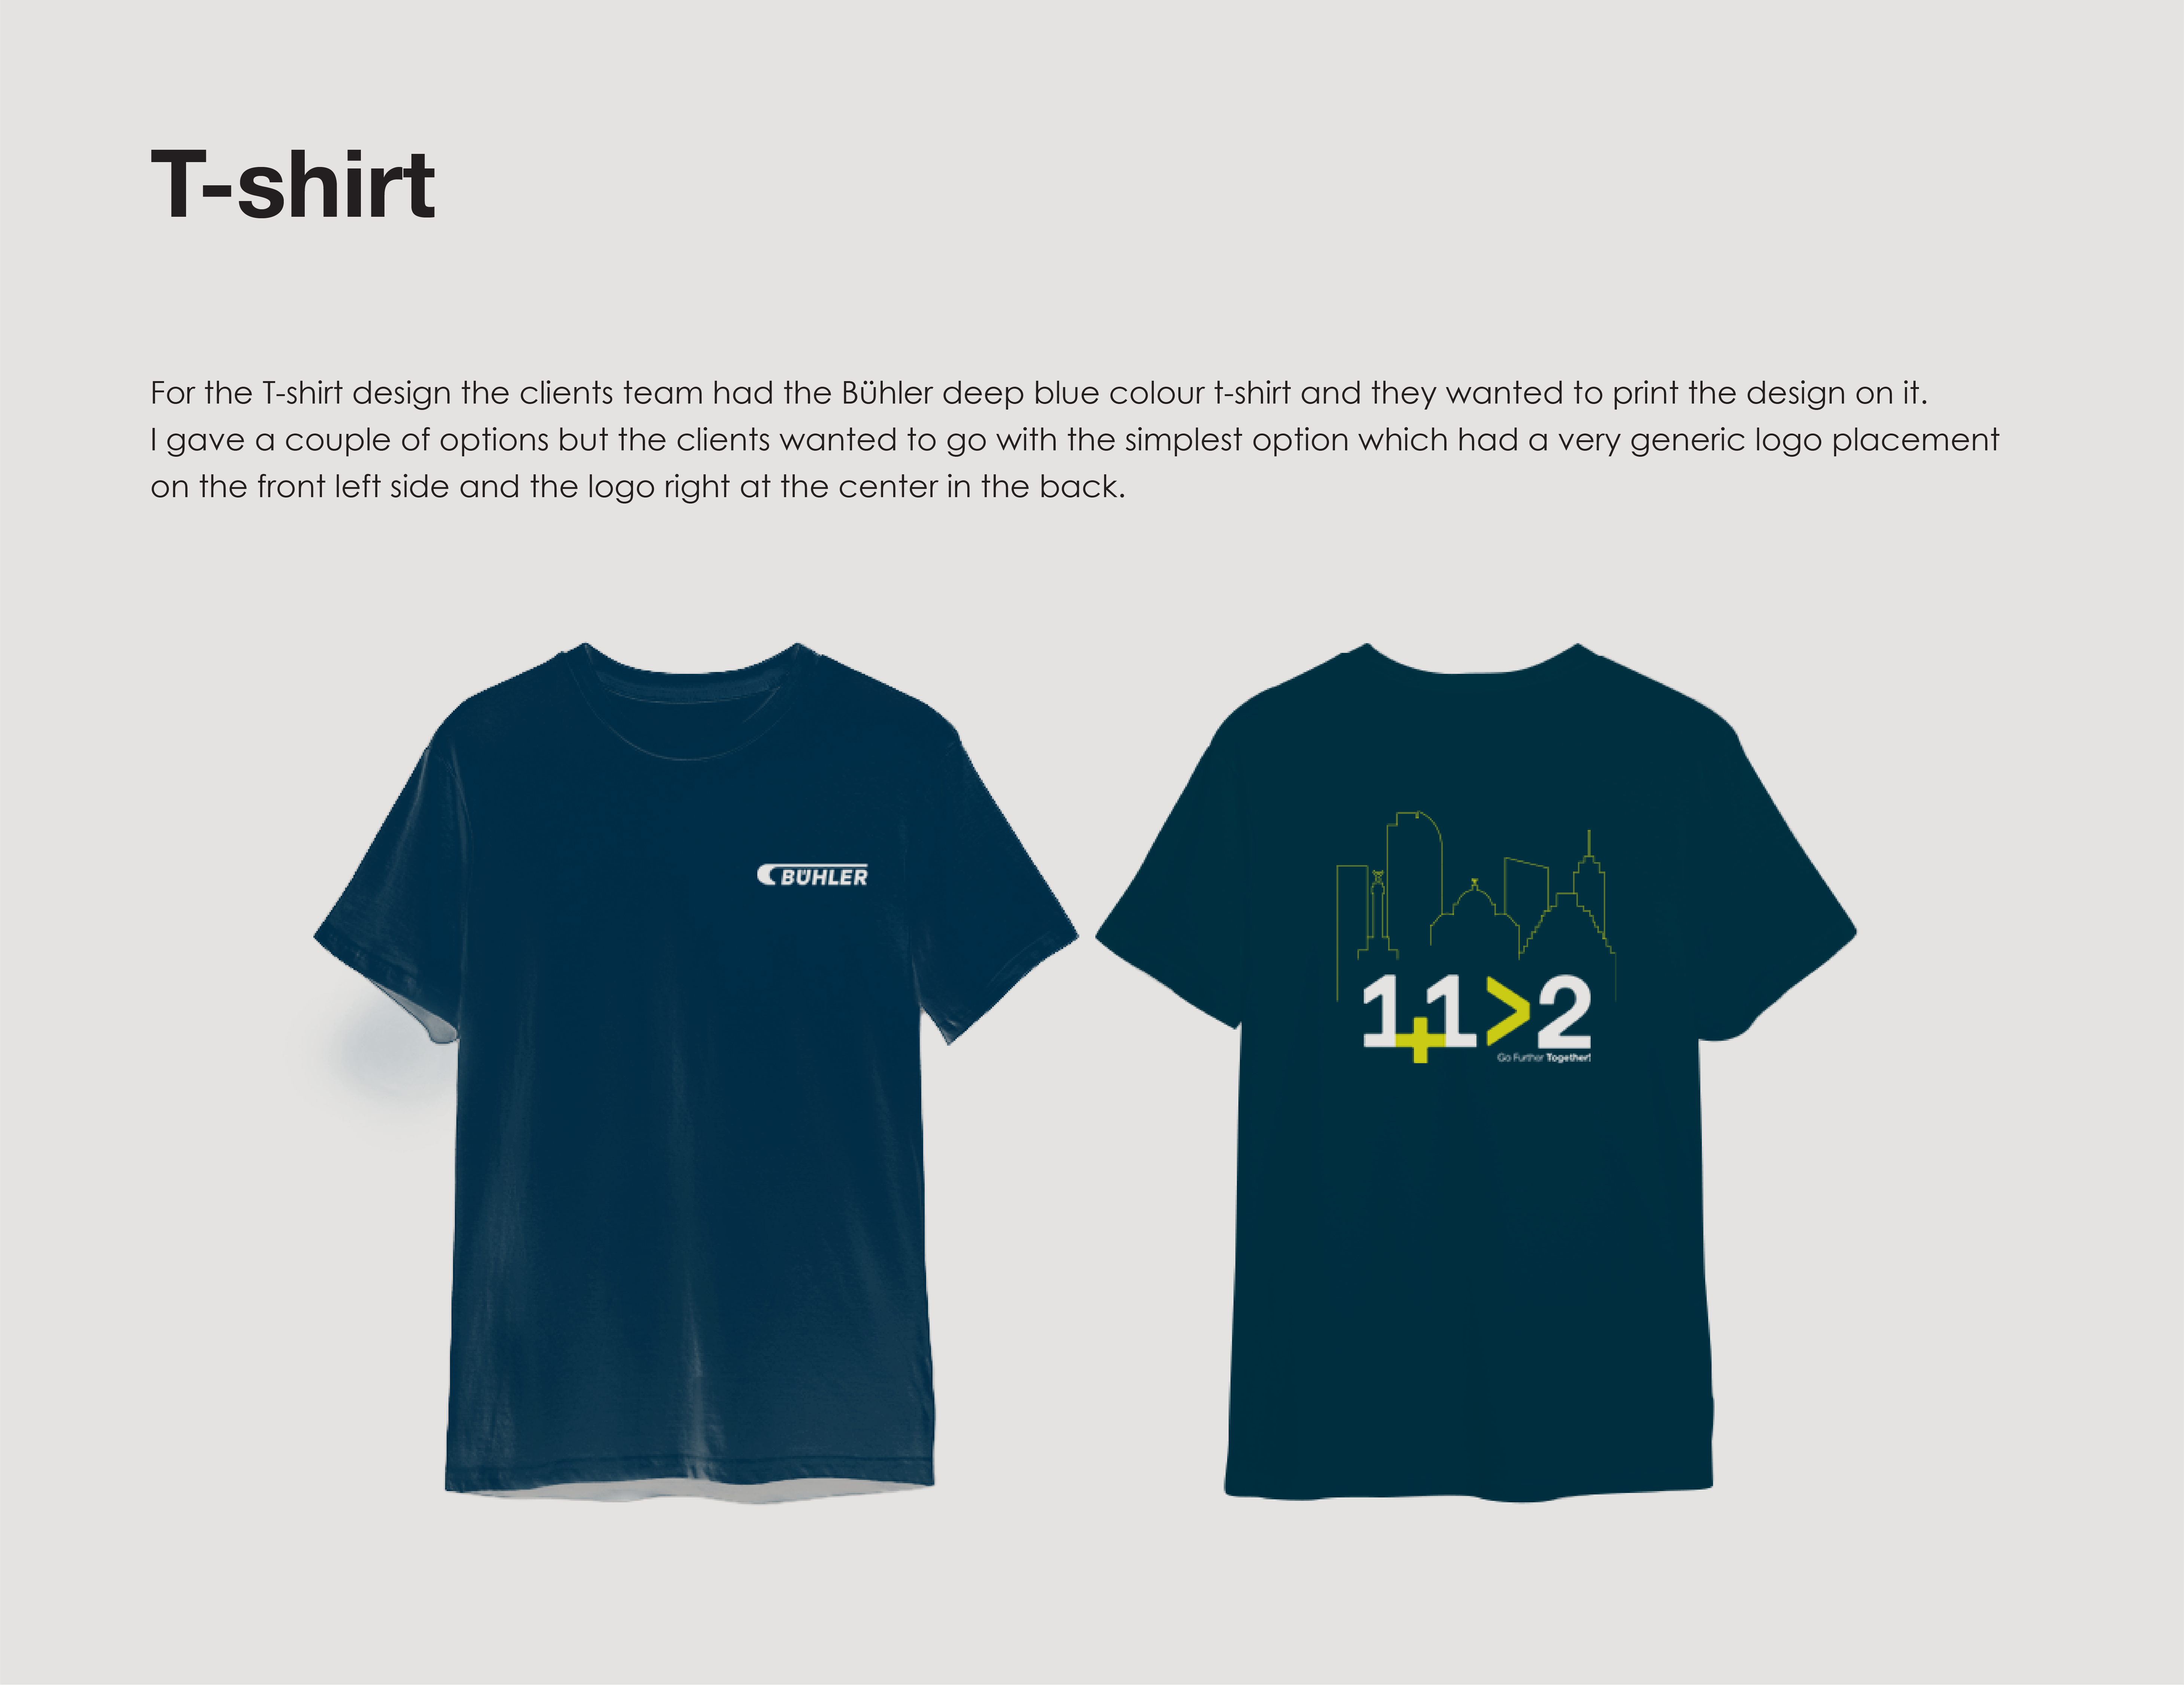 T-shirt
For the T-shirt design the clients team had the Bühler deep blue colour t-shirt and they wanted to print the design on it.
I gave a couple of options but the clients wanted to go with the simplest option which had a very generic logo placement
on the front left side and the logo right at the center in the back.
BÜHLER
1+1>2
Go Further Together!